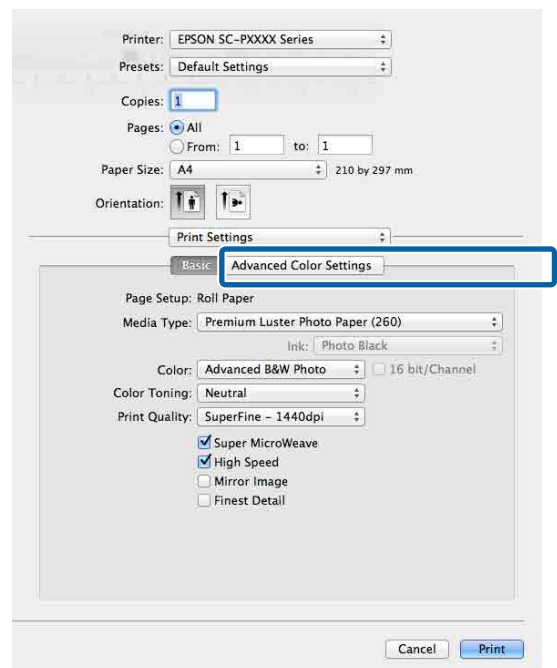 Printer: EPSON SC-PXXXX Series
Presets: Default Settings
Copies: 1
Pages: All
From: 1 to: 1
Paper Size: A4 210 by 297 mm
Orientation:
Print Settings
Basic Advanced Color Settings
Page Setup: Roll Paper
Media Type: Premium Luster Photo Paper (260)
Ink: Photo Black
Color: Advanced B&W Photo 16 bit/Channel
Color Toning: Neutral
Print Quality: SuperFine - 1440dpi
Super MicroWeave
High Speed
Mirror Image
Finest Detail
Cancel Print